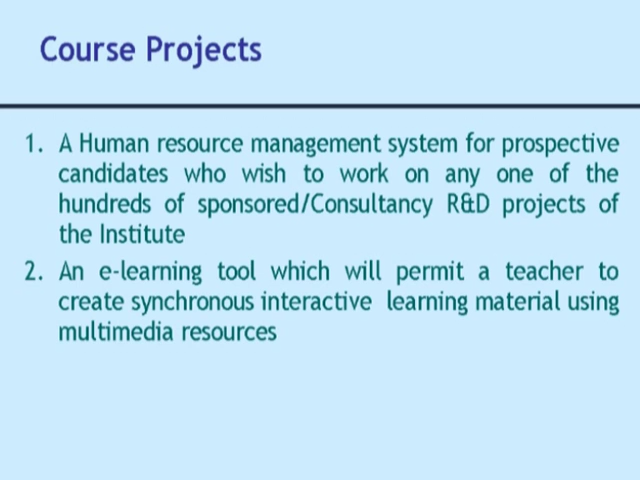 Course Projects
1. A Human resource management system for prospective
candidates who wish to work on any one of the
hundreds of sponsored/Consultancy R&D projects of
the Institute
2. An e-learning tool which will permit a teacher to
create synchronous interactive learning material using
multimedia resources